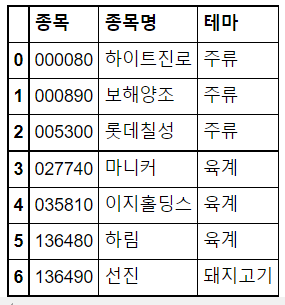 종목 종목명 테마
0 000080 하이트진로 주류
1 000890 보해양조 주류
2 005300 롯데칠성 주류
3 027740 마니커 육계
4 035810 이지홀딩스 육계
5 136480 하림 육계
6 136490 선진 돼지고기